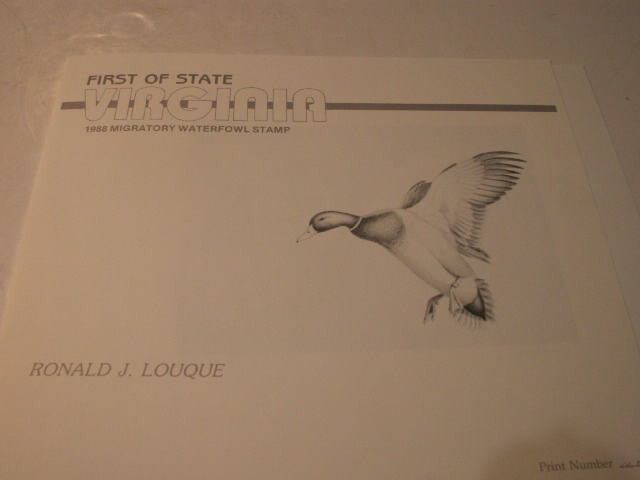 FIRST OF STATE
VIRGINIA
1988 MIGRATORY WATERFOWL STAMP
RONALD J. LOUQUE
Print Number